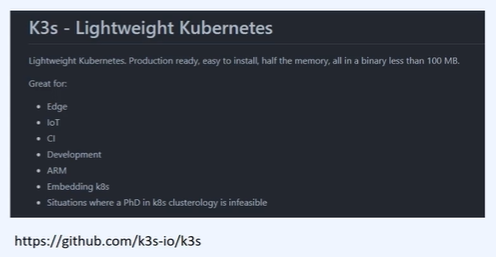 K3s - Lightweight Kubernetes
Lightweight Kubernetes. Production ready, easy to install, half the memory, all in a binary less than 100 MB.
Great for:
• Edge
• IoT
• CI
• Development
• ARM
• Embedding k8s
• Situations where a PhD in k8s clusterology is infeasible
https://github.com/k3s-io/k3s